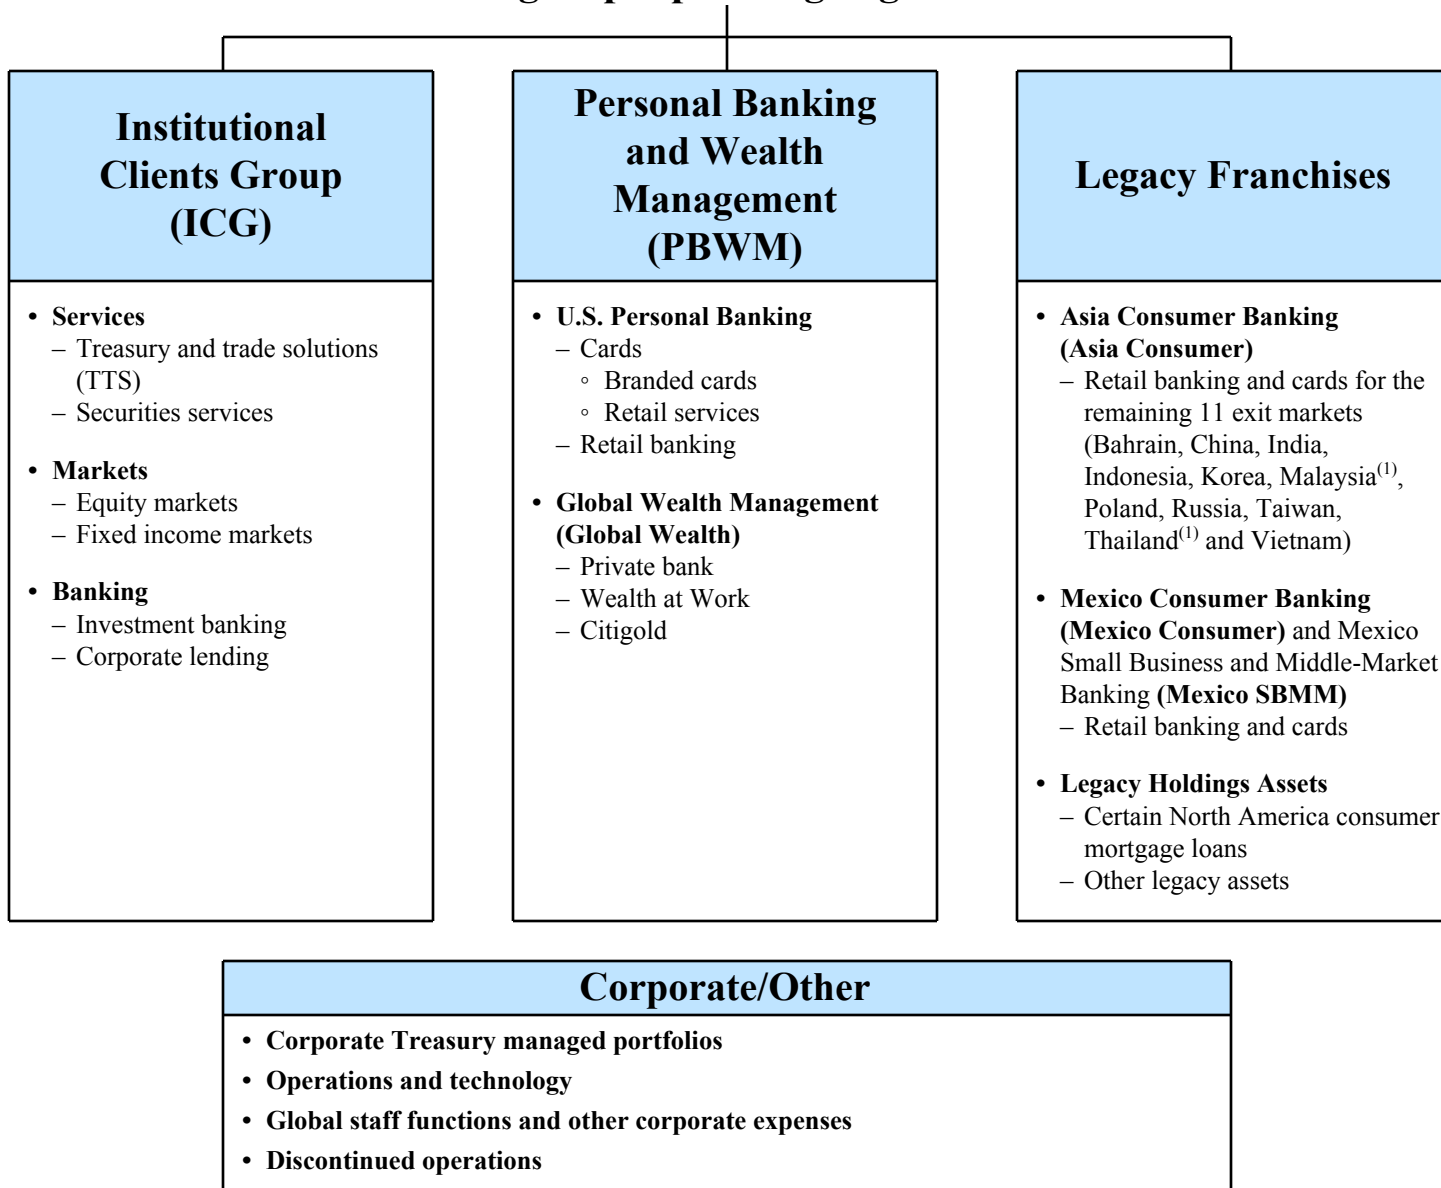 Institutional
Clients Group
(ICG)
• Services
– Treasury and trade solutions
(TTS)
– Securities services
• Markets
– Equity markets
– Fixed income markets
• Banking
– Investment banking
– Corporate lending
Personal Banking
and Wealth
Management
(PBWM)
• U.S. Personal Banking
– Cards
◦ Branded cards
◦ Retail services
– Retail banking
• Global Wealth Management
(Global Wealth)
– Private bank
– Wealth at Work
– Citigold
Legacy Franchises
• Asia Consumer Banking
(Asia Consumer)
– Retail banking and cards for the
remaining 11 exit markets
(Bahrain, China, India,
Indonesia, Korea, Malaysia(1),
Poland, Russia, Taiwan,
Thailand(1) and Vietnam)
• Mexico Consumer Banking
(Mexico Consumer) and Mexico
Small Business and Middle-Market
Banking (Mexico SBMM)
– Retail banking and cards
• Legacy Holdings Assets
– Certain North America consumer
mortgage loans
– Other legacy assets
Corporate/Other
• Corporate Treasury managed portfolios
• Operations and technology
• Global staff functions and other corporate expenses
• Discontinued operations